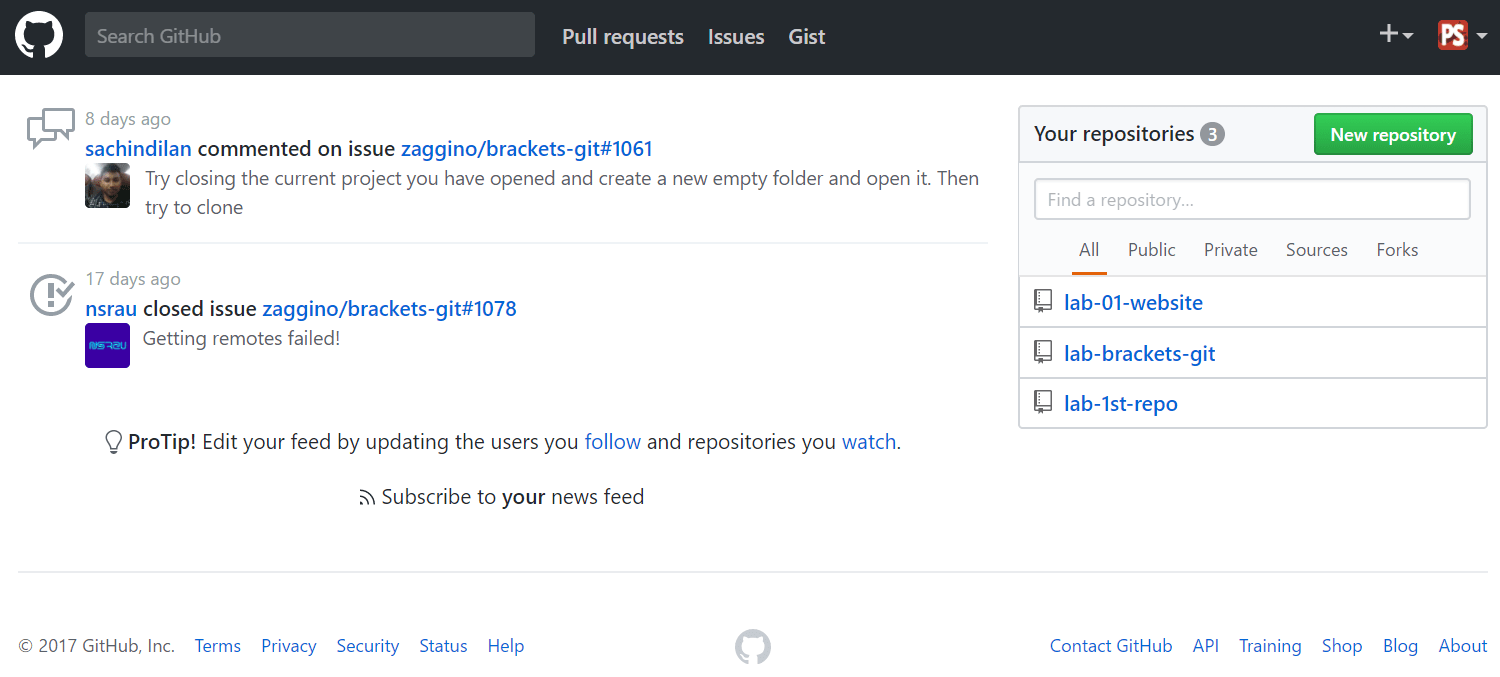 Search GitHub Pull requests Issues Gist PS
8 days ago
sachindilan commented on issue zaggino/brackets-git#1061
Try closing the current project you have opened and create a new empty folder and open it. Then
try to clone
17 days ago
nsrau closed issue zaggino/brackets-git#1078
NSRAU Getting remotes failed!
ProTip! Edit your feed by updating the users you follow and repositories you watch.
Subscribe to your news feed
Your repositories 3 New repository
Find a repository...
All Public Private Sources Forks
lab-01-website
lab-brackets-git
lab-1st-repo
© 2017 GitHub, Inc. Terms Privacy Security Status Help Contact GitHub API Training Shop Blog About